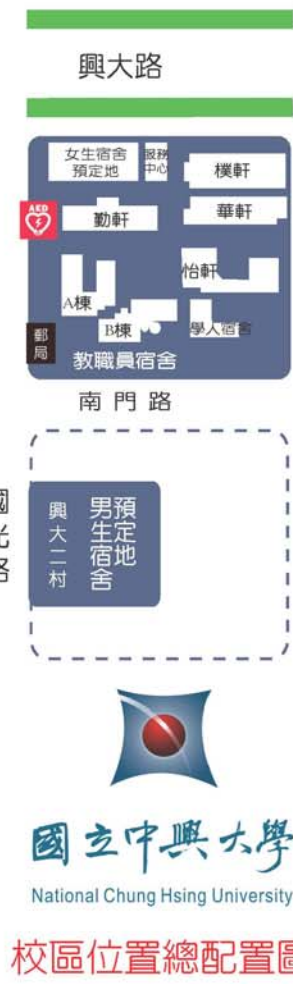 興大路
女生宿舍
預定地
服務
中心
樸軒
AED
勤軒
華軒
怡軒
A棟
B棟
學人宿舍
郵局
教職員宿舍
南門路
國光路
興大二村
男生宿舍
預定地
國立中興大學
National Chung Hsing University
校區位置總配置圖